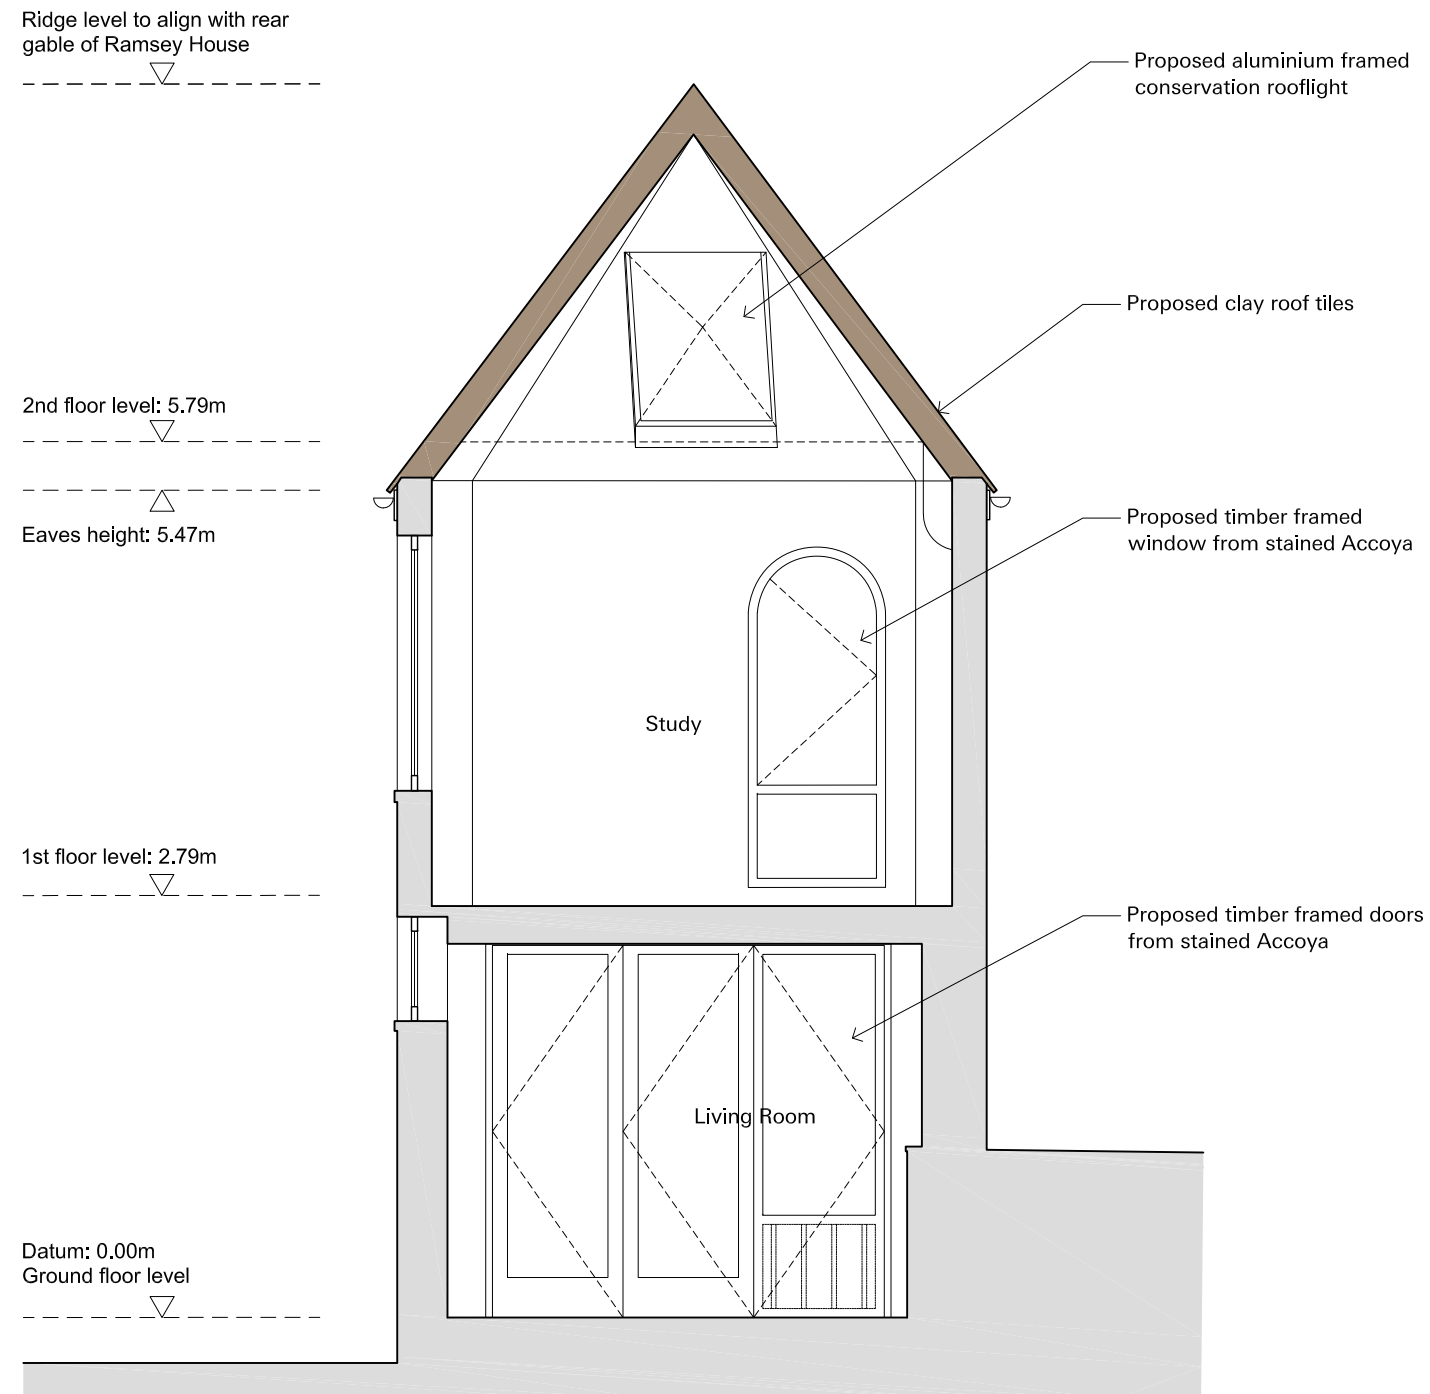 Ridge level to align with rear
gable of Ramsey House
Proposed aluminium framed
conservation rooflight
Proposed clay roof tiles
2nd floor level: 5.79m
Eaves height: 5.47m
Proposed timber framed
window from stained Accoya
Study
1st floor level: 2.79m
Proposed timber framed doors
from stained Accoya
Living Room
Datum: 0.00m
Ground floor level